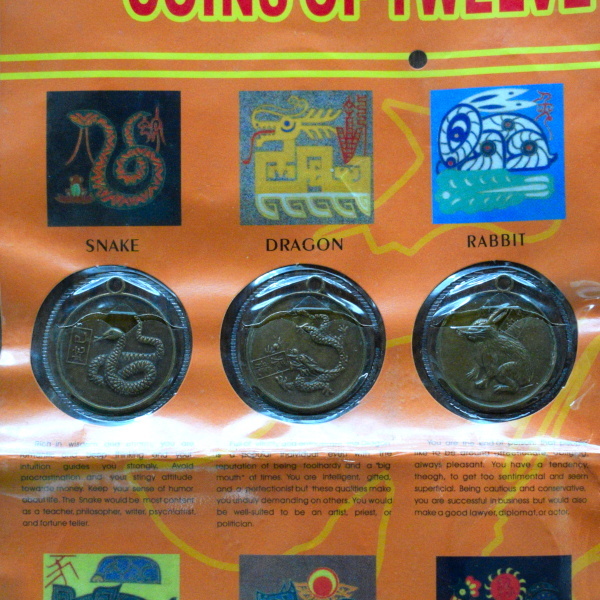 COINS OF TWELVE
SNAKE
DRAGON
RABBIT
intuition guides you strongly. Avoid
procrastination and your stingy attitude
towards money. Keep your sense of humor
about life. The Snake would be most content
as a teacher, philosopher, writer, psychiatrist,
and fortune teller.
reputation of being foolhardy and a "big
mouth" at times You are intelligent, gifted,
and a perfectionist but these qualities make
you unduly demanding on others. You would
be well-suited to be an artist, priest, or
politician.
always pleasant. You have a tendency,
though, to get too sentimental and seem
superficial. Being cautious and conservative,
you are successful in business but would also
make a good lawyer, diplomat, or actor.